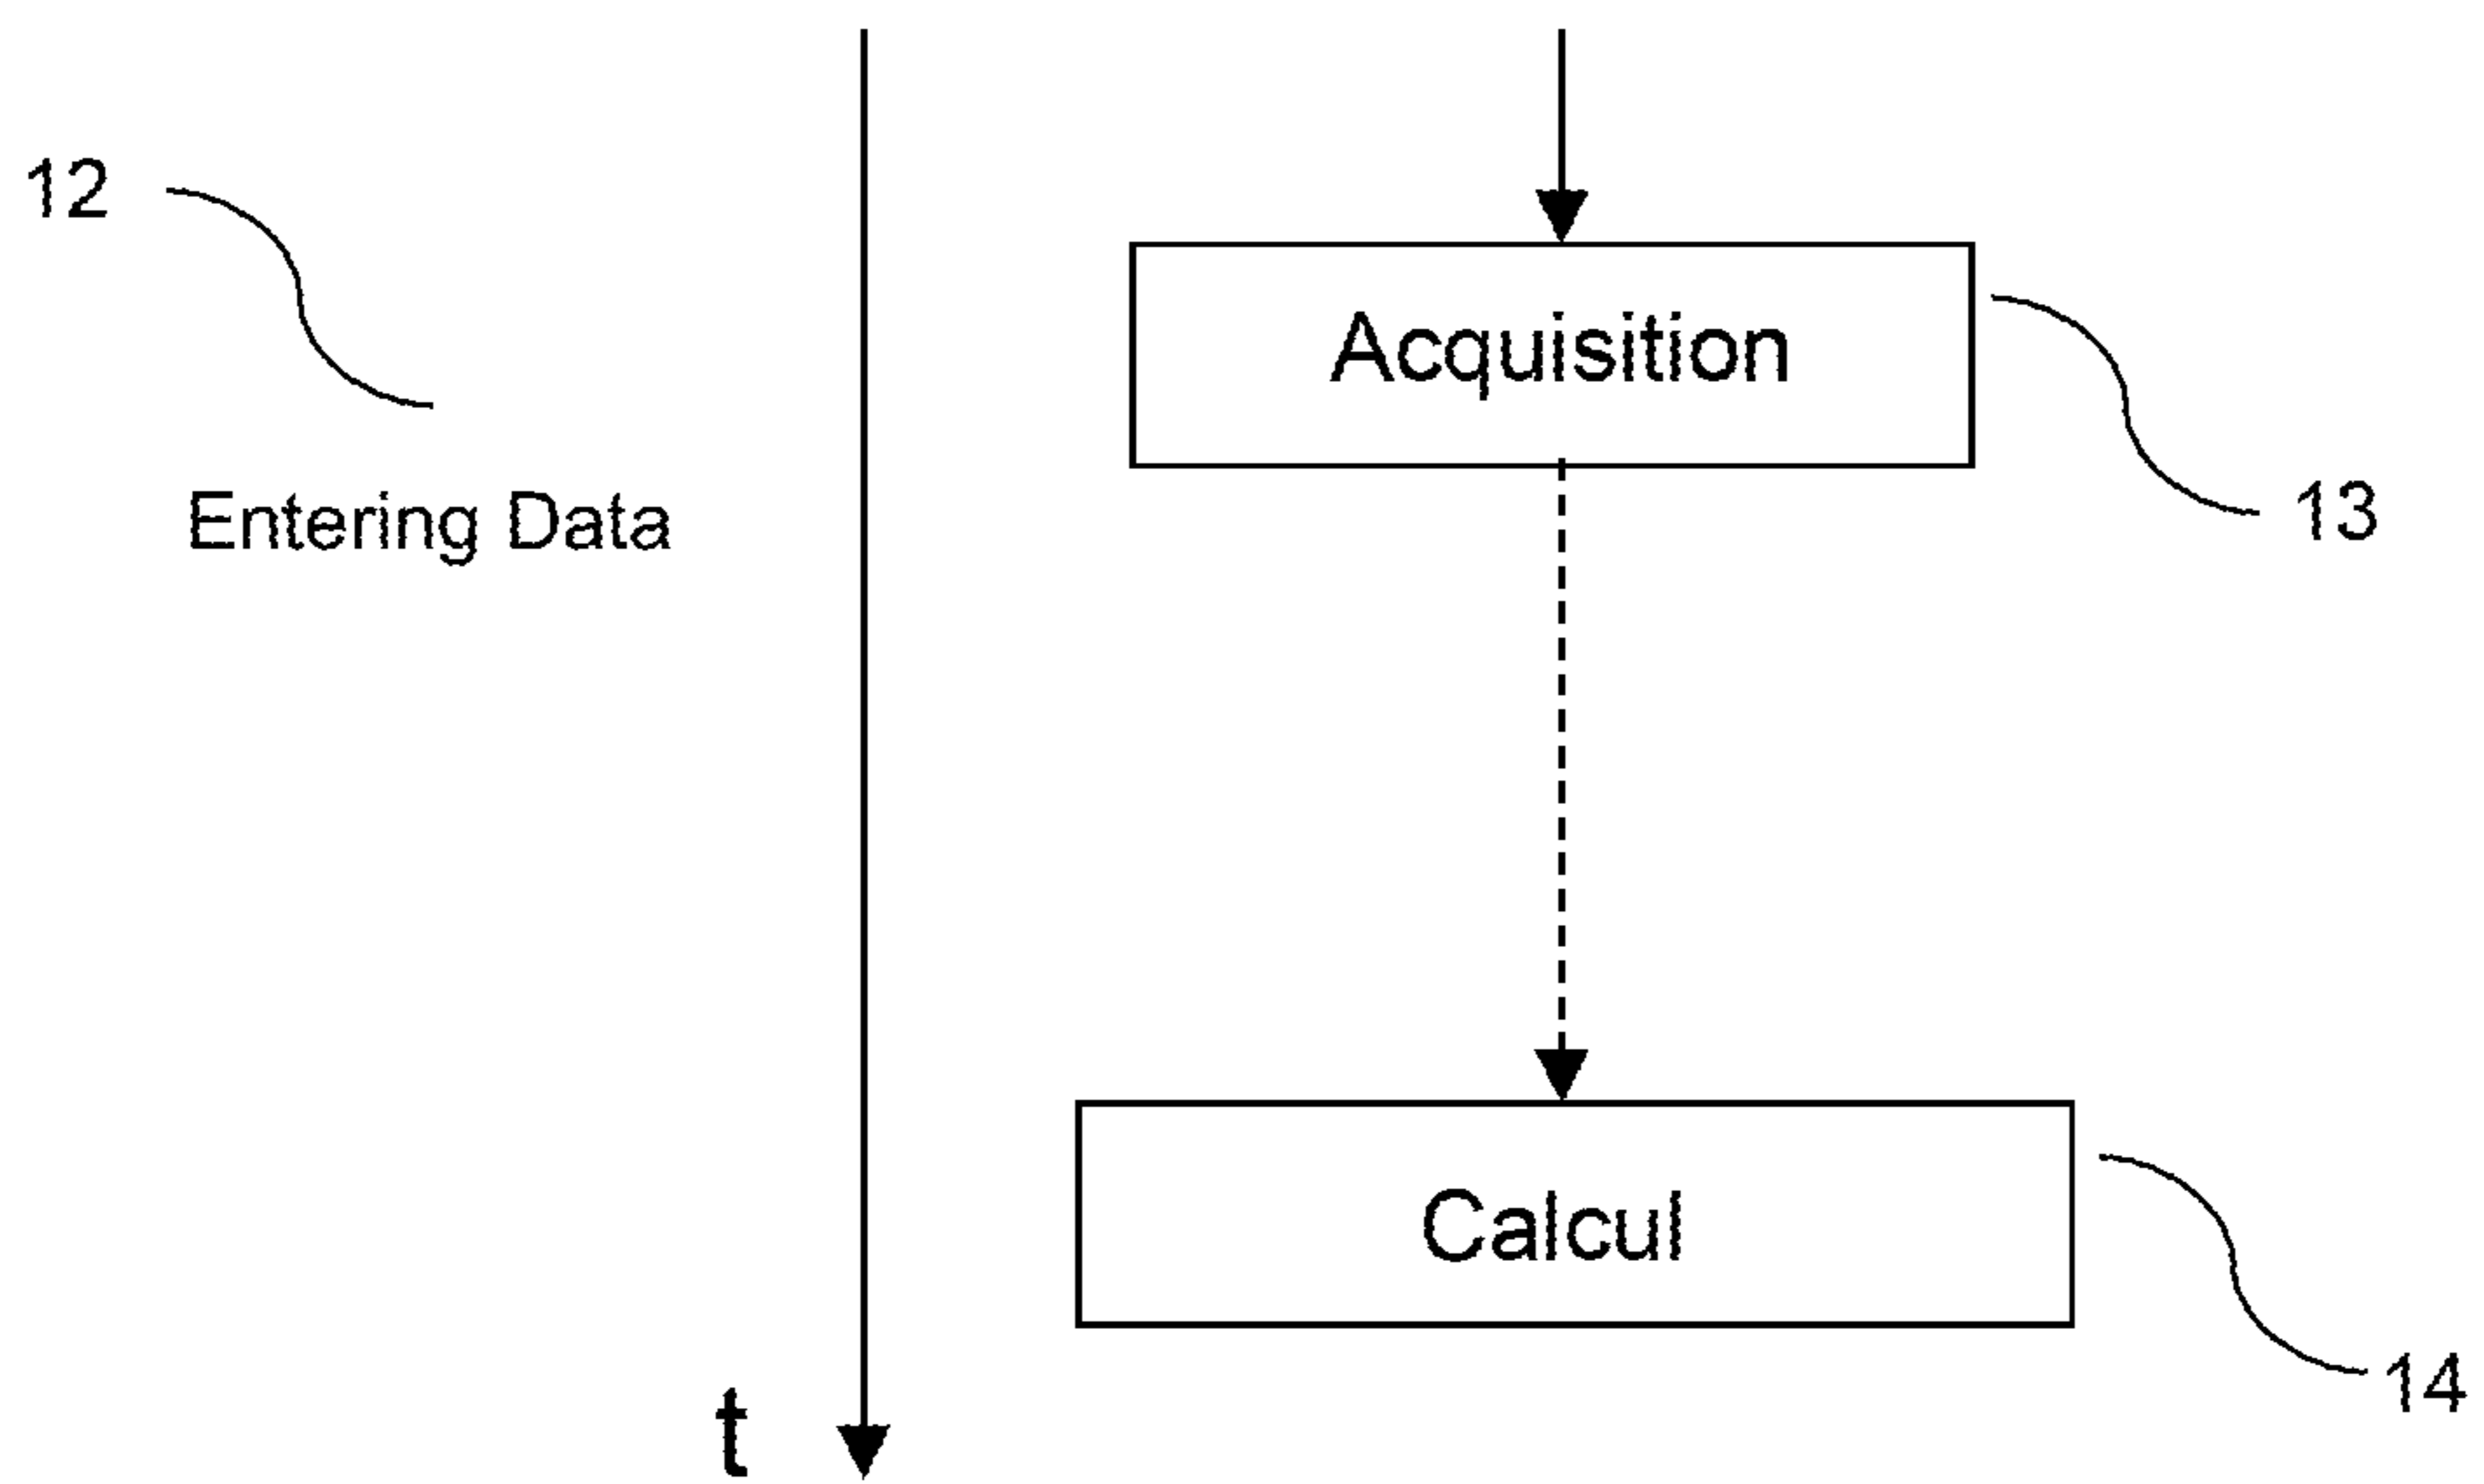 12
Acquisition
Entering Data
13
Calcul
14
t